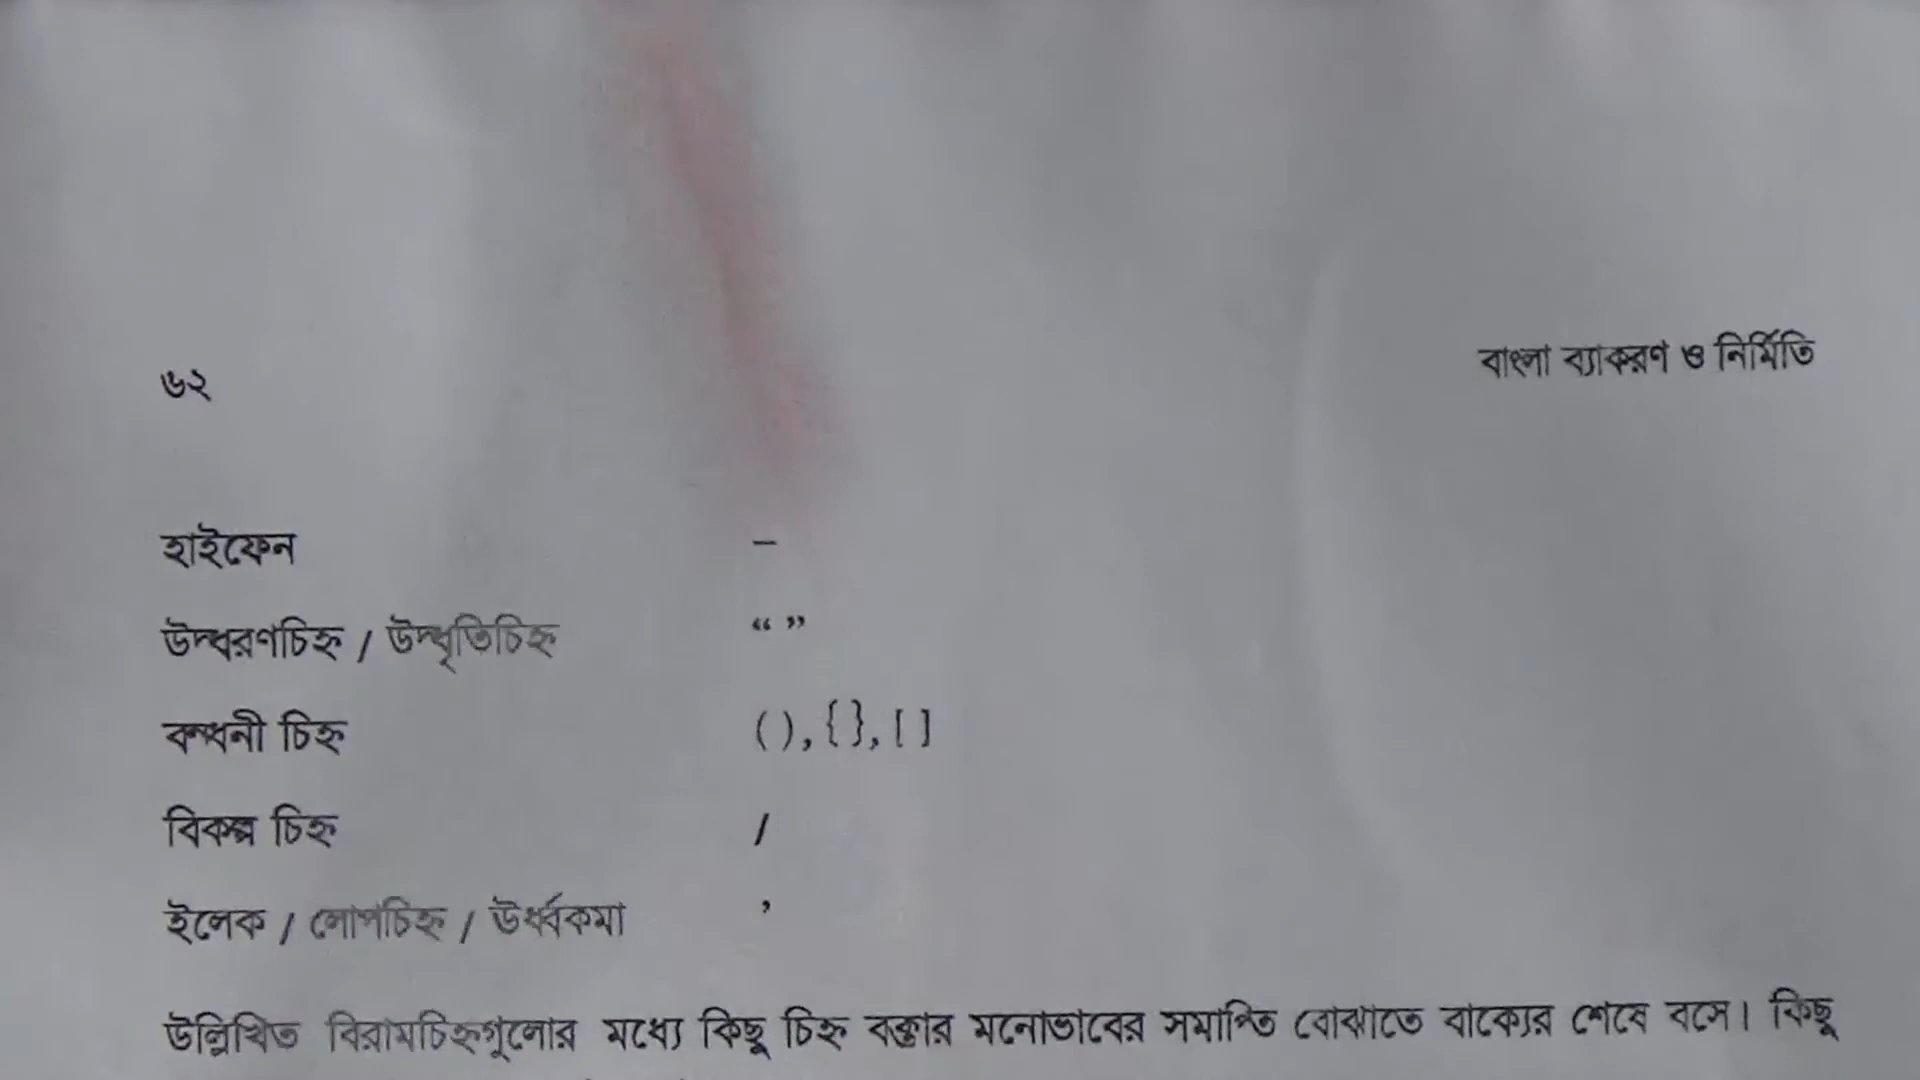 ৬২
বাংলা ব্যাকরণ ও নির্মিতি
হাইফেন –
উদ্ধরণচিহ্ন / উদ্ধৃতিচিহ্ন “ ”
বন্ধনী চিহ্ন ( ), { }, [ ]
বিকল্প চিহ্ন /
ইলেক / লোপচিহ্ন / ঊর্ধ্বকমা ’
উল্লিখিত বিরামচিহ্নগুলোর মধ্যে কিছু চিহ্ন বক্তার মনোভাবের সমাপ্তি বোঝাতে বাক্যের শেষে বসে। কিছু